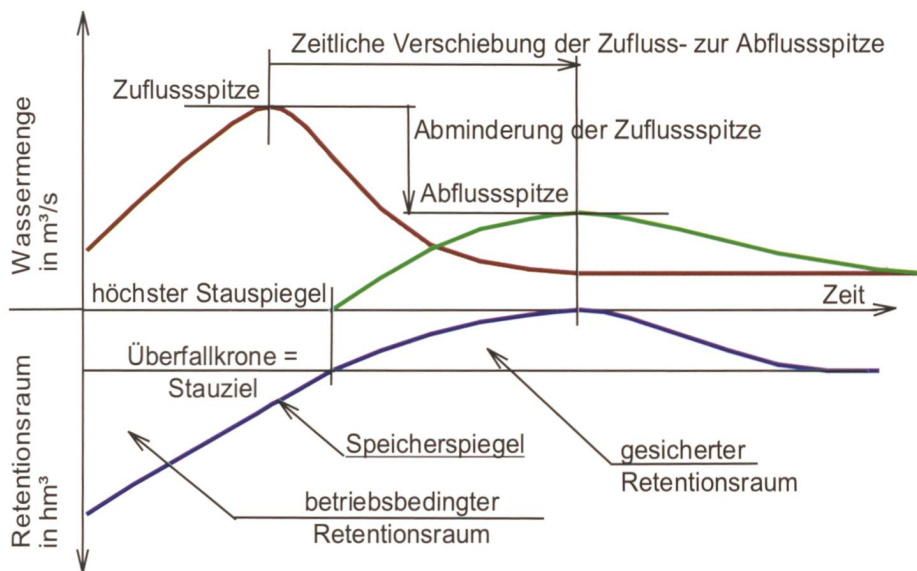 Zeitliche Verschiebung der Zufluss- zur Abflussspitze
Zuflussspitze
Abminderung der Zuflussspitze
Abflussspitze
Wassermenge
in m³/s
höchster Stauspiegel
Zeit
Überfallkrone =
Stauziel
Speicherspiegel
gesicherter
Retentionsraum
betriebsbedingter
Retentionsraum
Retentionsraum
in hm³